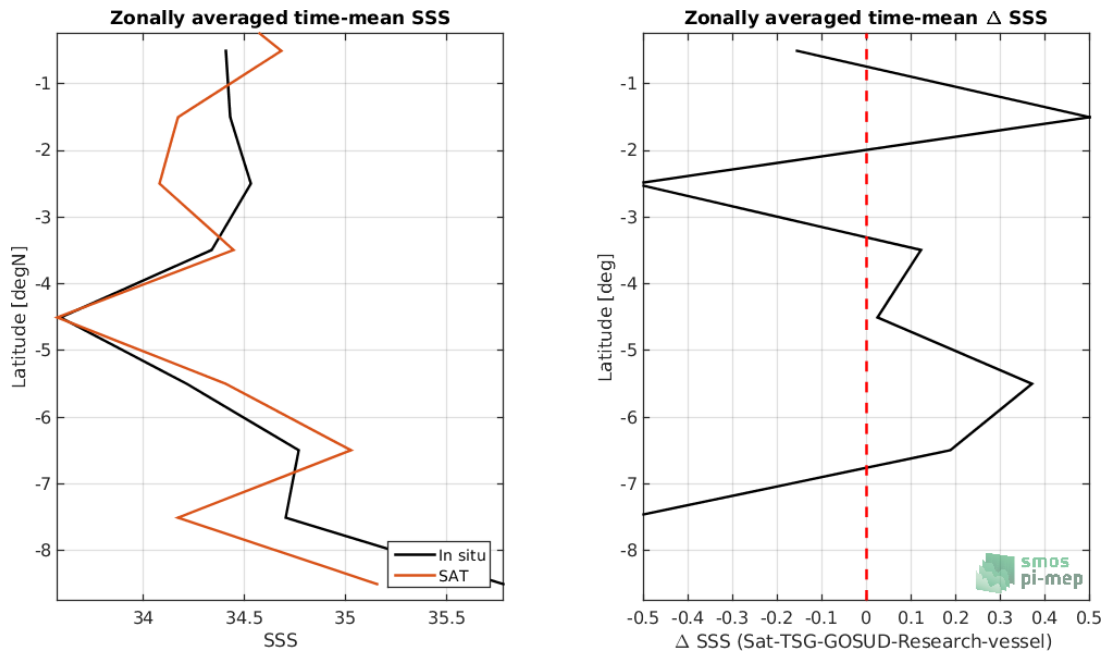 Zonally averaged time-mean SSS
-1
-2
-3
-4
-5
-6
-7
-8
Latitude [degN]
34
34.5
35
35.5
SSS
In situ
SAT
Zonally averaged time-mean Δ SSS
-1
-2
-3
-4
-5
-6
-7
-8
Latitude [deg]
-0.5 -0.4 -0.3 -0.2 -0.1 0 0.1 0.2 0.3 0.4 0.5
Δ SSS (Sat-TSG-GOSUD-Research-vessel)
smos
pi-mep